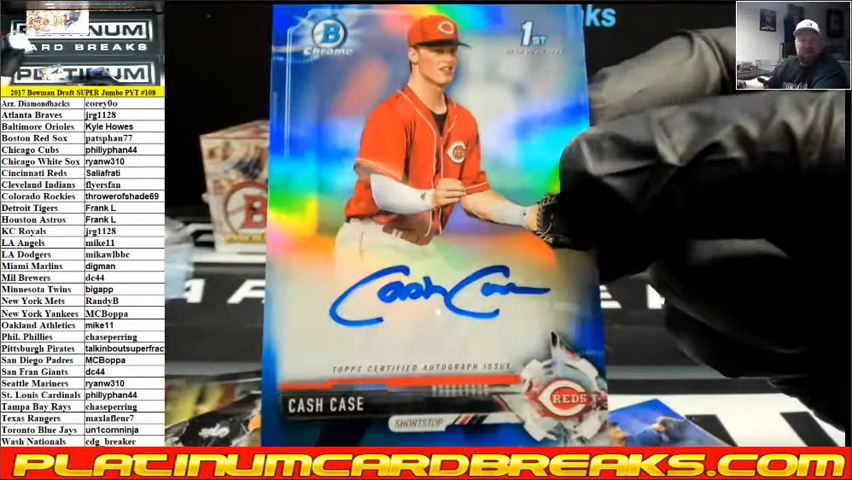 PLATINUM
CARD BREAKS
PLATINUM
2017 Bowman Draft SUPER Jumbo PYT #108
Arz. Diamondbacks corey0o
Atlanta Braves jrg1128
Baltimore Orioles Kyle Howes
Boston Red Sox patsphan77
Chicago Cubs phillyphan44
Chicago White Sox ryanw310
Cincinnati Reds Saliafrati
Cleveland Indians flyersfan
Colorado Rockies throwerofshade69
Detroit Tigers Frank L
Houston Astros Frank L
KC Royals jrg1128
LA Angels mike11
LA Dodgers mikawlbbc
Miami Marlins digman
Mil Brewers dc44
Minnesota Twins bigapp
New York Mets RandyB
New York Yankees MCBoppa
Oakland Athletics mike11
Phil. Phillies chaseperring
Pittsburgh Pirates talkinboutsuperfrac
San Diego Padres MCBoppa
San Fran Giants dc44
Seattle Mariners ryanw310
St. Louis Cardinals phillyphan44
Tampa Bay Rays chaseperring
Texas Rangers maxlafleur7
Toronto Blue Jays un1cornninja
Wash Nationals cdg_breaker
B
Chrome
1ST
BOWMAN
Cash Case
TOPPS CERTIFIED AUTOGRAPH ISSUE
CASH CASE
SHORTSTOP
REDS
PLATINUMCARDBREAKS.COM